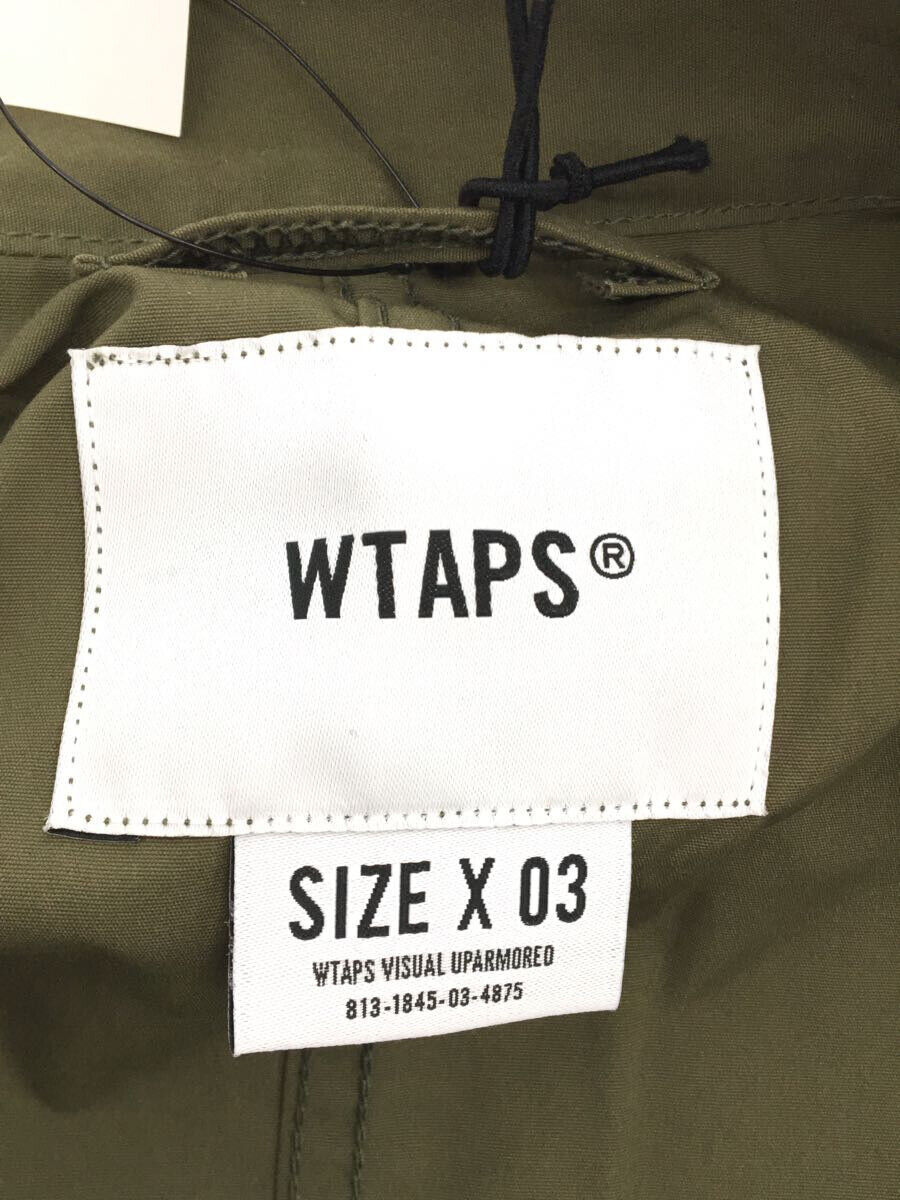 WTAPS®
SIZE X 03
WTAPS VISUAL UPARMORED
813-1845-03-4875